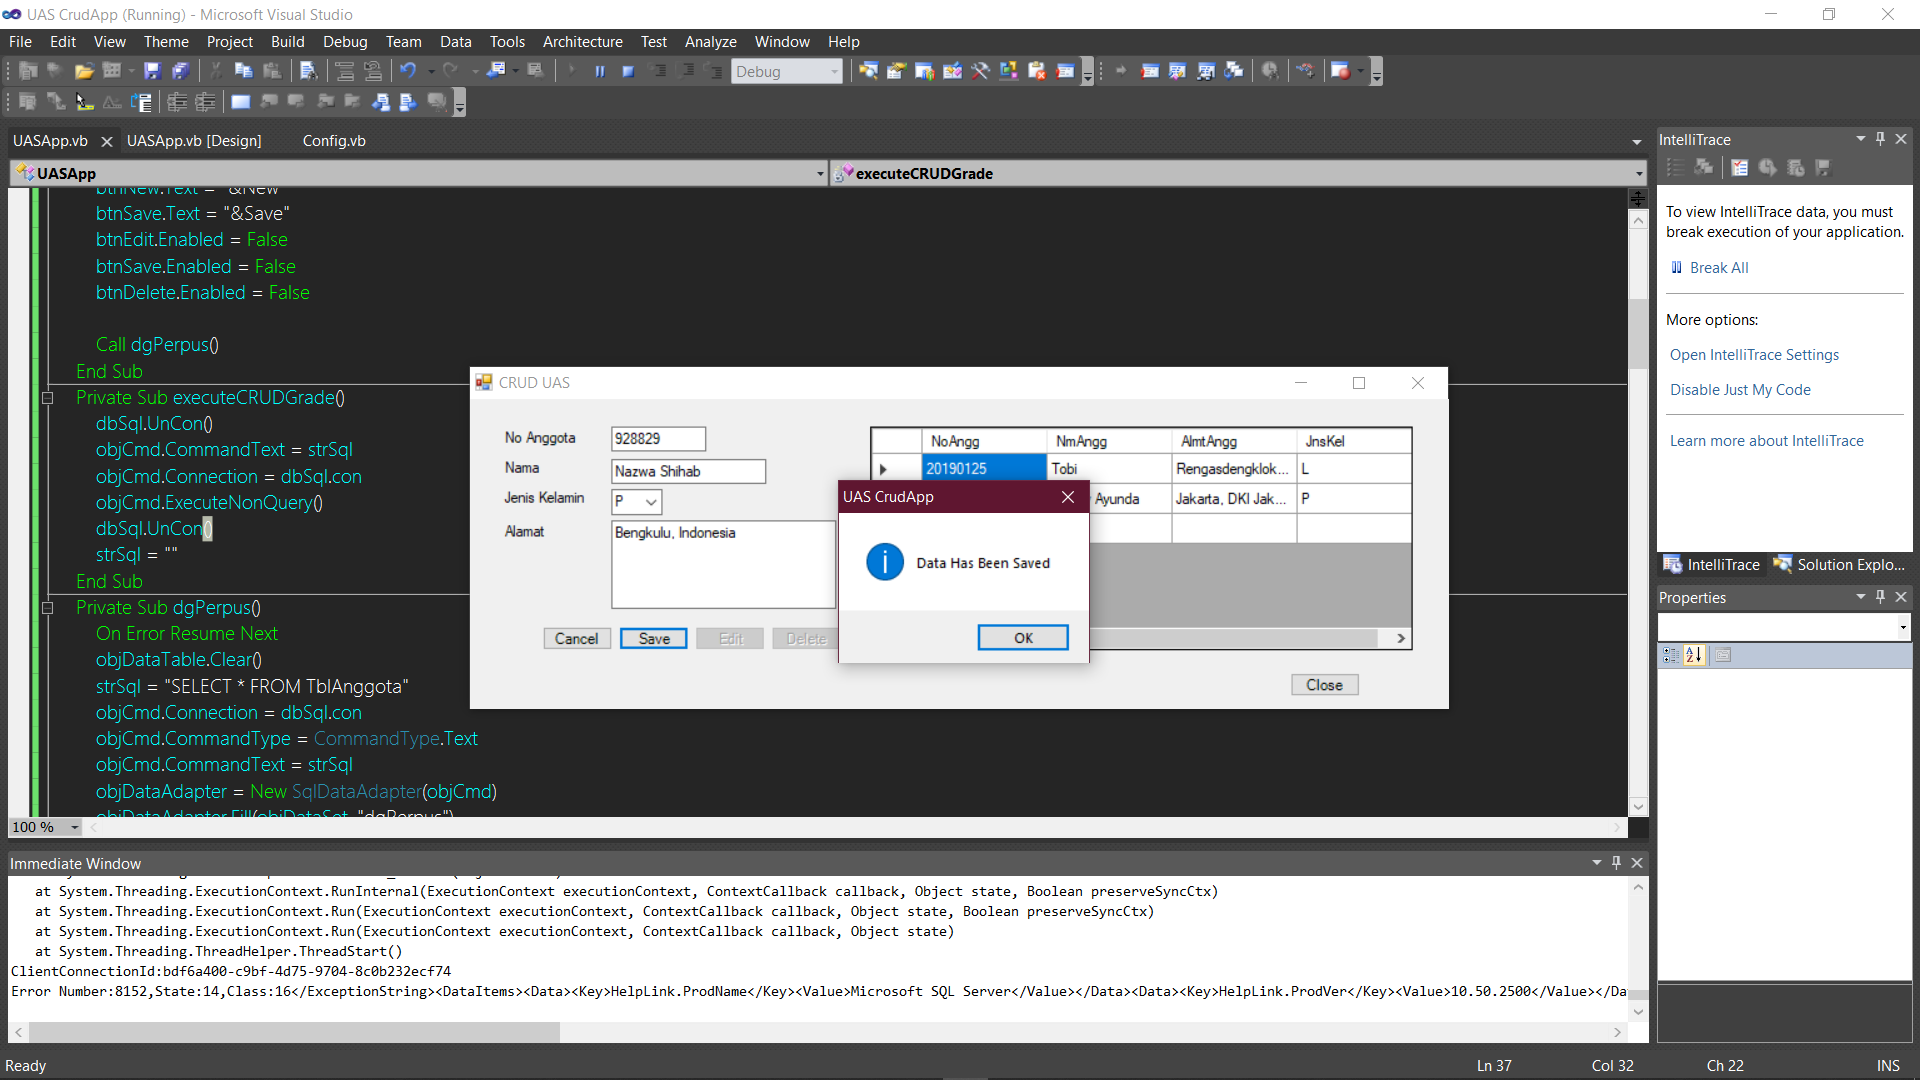 UAS CrudApp (Running) - Microsoft Visual Studio
File Edit View Theme Project Build Debug Team Data Tools Architecture Test Analyze Window Help
Debug
UASApp.vb UASApp.vb [Design] Config.vb
UASApp executeCRUDGrade
btnNew.Text = "&New"
btnSave.Text = "&Save"
btnEdit.Enabled = False
btnSave.Enabled = False
btnDelete.Enabled = False
Call dgPerpus()
End Sub
Private Sub executeCRUDGrade()
dbSql.UnCon()
objCmd.CommandText = strSql
objCmd.Connection = dbSql.con
objCmd.ExecuteNonQuery()
dbSql.UnCon()
strSql = ""
End Sub
Private Sub dgPerpus()
On Error Resume Next
objDataTable.Clear()
strSql = "SELECT * FROM TblAnggota"
objCmd.Connection = dbSql.con
objCmd.CommandType = CommandType.Text
objCmd.CommandText = strSql
objDataAdapter = New SqlDataAdapter(objCmd)
objDataAdapter.Fill(objDataSet, "dgPerpus")
100 %
CRUD UAS
No Anggota 928829
Nama Nazwa Shihab
Jenis Kelamin P
Alamat Bengkulu, Indonesia
Cancel Save Edit Delete
NoAngg NmAngg AlmtAngg JnsKel
20190125 Tobi Rengasdengklok... L
Ayunda Jakarta, DKI Jak... P
Close
UAS CrudApp
Data Has Been Saved
OK
IntelliTrace
To view IntelliTrace data, you must
break execution of your application.
Break All
More options:
Open IntelliTrace Settings
Disable Just My Code
Learn more about IntelliTrace
IntelliTrace Solution Explo...
Properties
Immediate Window
at System.Threading.ExecutionContext.RunInternal(ExecutionContext executionContext, ContextCallback callback, Object state, Boolean preserveSyncCtx)
at System.Threading.ExecutionContext.Run(ExecutionContext executionContext, ContextCallback callback, Object state, Boolean preserveSyncCtx)
at System.Threading.ExecutionContext.Run(ExecutionContext executionContext, ContextCallback callback, Object state)
at System.Threading.ThreadHelper.ThreadStart()
ClientConnectionId:bdf6a400-c9bf-4d75-9704-8c0b232ecf74
Error Number:8152,State:14,Class:16</ExceptionString><DataItems><Data><Key>HelpLink.ProdName</Key><Value>Microsoft SQL Server</Value></Data><Data><Key>HelpLink.ProdVer</Key><Value>10.50.2500</Value></Da
Ready Ln 37 Col 32 Ch 22 INS